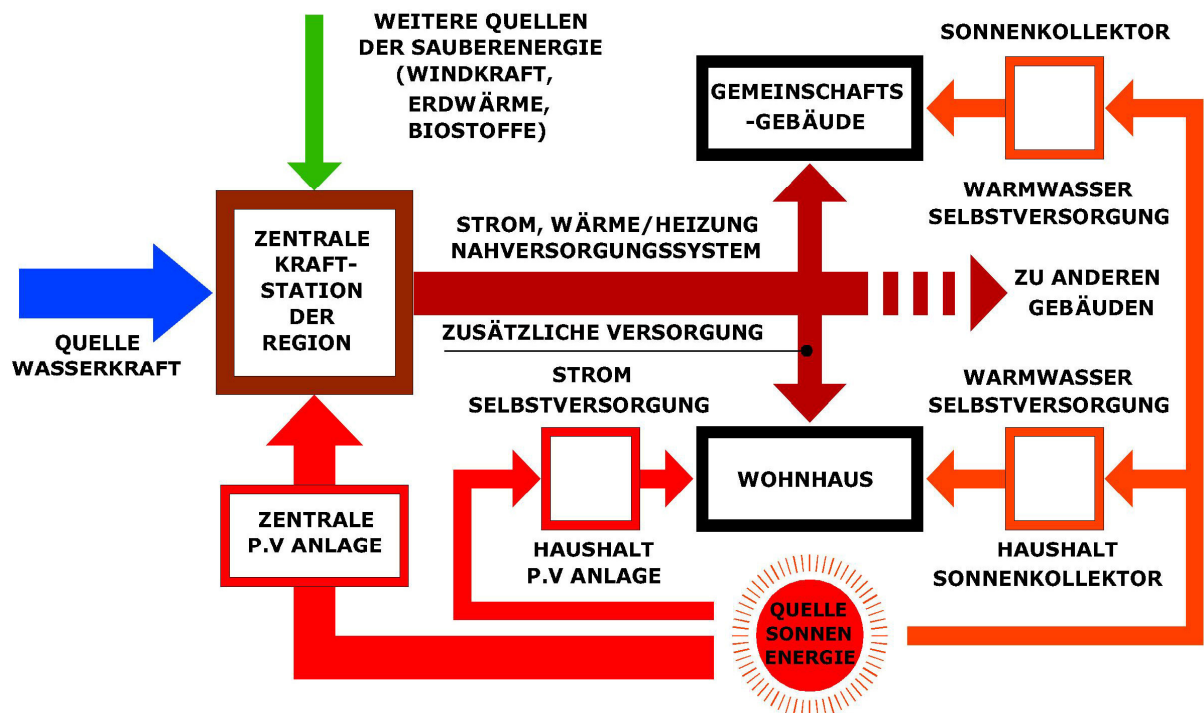 WEITERE QUELLEN
DER SAUBERENERGIE
(WINDKRAFT,
ERDWÄRME,
BIOSTOFFE)
SONNENKOLLEKTOR
GEMEINSCHAFTS
-GEBÄUDE
WARMWASSER
SELBSTVERSORGUNG
ZENTRALE
KRAFT-
STATION
DER
REGION
STROM, WÄRME/HEIZUNG
NAHVERSORGUNGSSYSTEM
ZU ANDEREN
GEBÄUDEN
QUELLE
WASSERKRAFT
ZUSÄTZLICHE VERSORGUNG
STROM
SELBSTVERSORGUNG
WARMWASSER
SELBSTVERSORGUNG
WOHNHAUS
ZENTRALE
P.V ANLAGE
HAUSHALT
P.V ANLAGE
HAUSHALT
SONNENKOLLEKTOR
QUELLE
SONNEN
ENERGIE